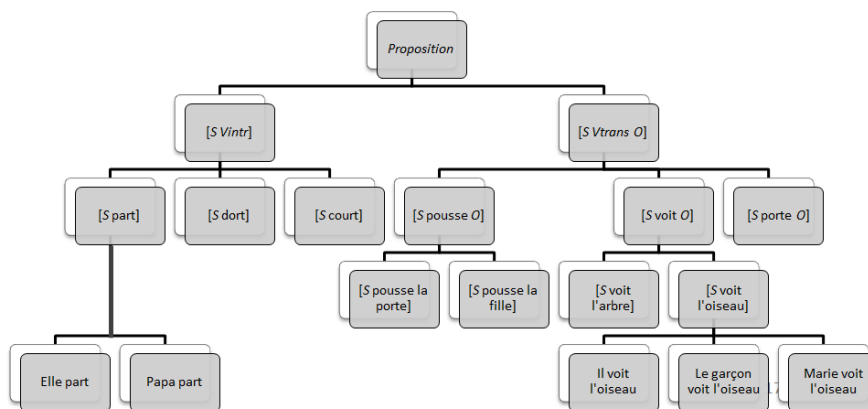 Proposition
[S Vintr]
[S Vtrans O]
[S part]
[S dort]
[S court]
[S pousse O]
[S voit O]
[S porte O]
[S pousse la
porte]
[S pousse la
fille]
[S voit
l'arbre]
[S voit
l'oiseau]
Elle part
Papa part
Il voit
l'oiseau
Le garçon
voit l'oiseau
Marie voit
l'oiseau